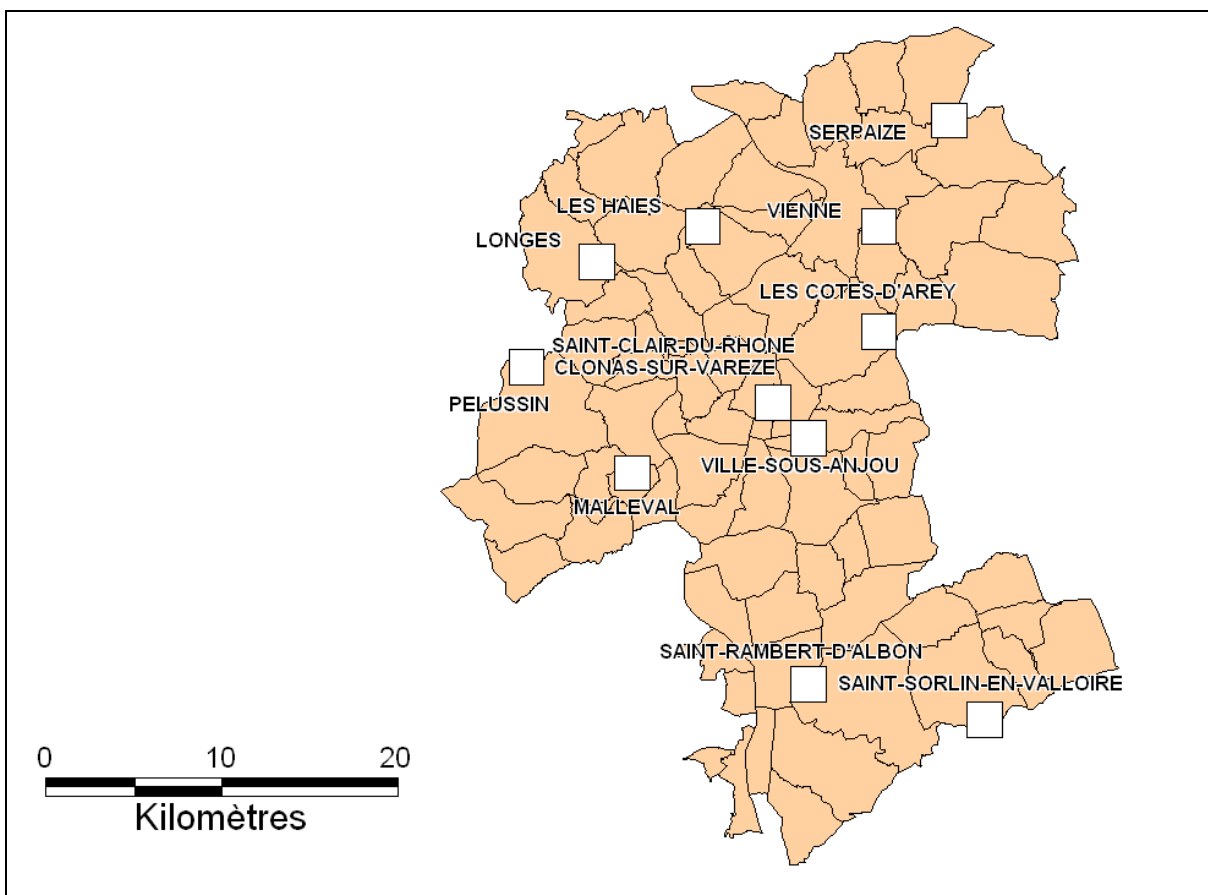 SERPAIZE
LES HAIES
VIENNE
LONGES
LES COTES-D'AREY
SAINT-CLAIR-DU-RHONE
CLONAS-SUR-VAREZE
PELUSSIN
VILLE-SOUS-ANJOU
MALLEVAL
SAINT-RAMBERT-D'ALBON
SAINT-SORLIN-EN-VALLOIRE
0 10 20
Kilomètres